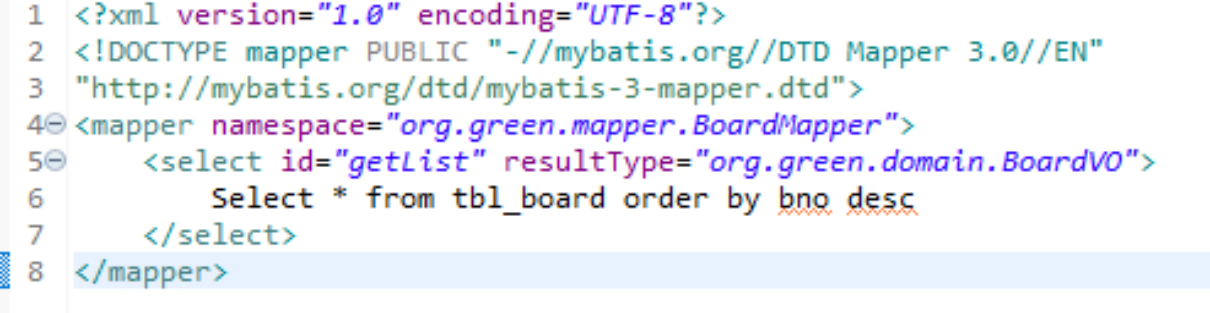 1 <?xml version="1.0" encoding="UTF-8"?>
2 <!DOCTYPE mapper PUBLIC "-//mybatis.org//DTD Mapper 3.0//EN"
3 "http://mybatis.org/dtd/mybatis-3-mapper.dtd">
4 <mapper namespace="org.green.mapper.BoardMapper">
5     <select id="getList" resultType="org.green.domain.BoardVO">
6         Select * from tbl_board order by bno desc
7     </select>
8 </mapper>